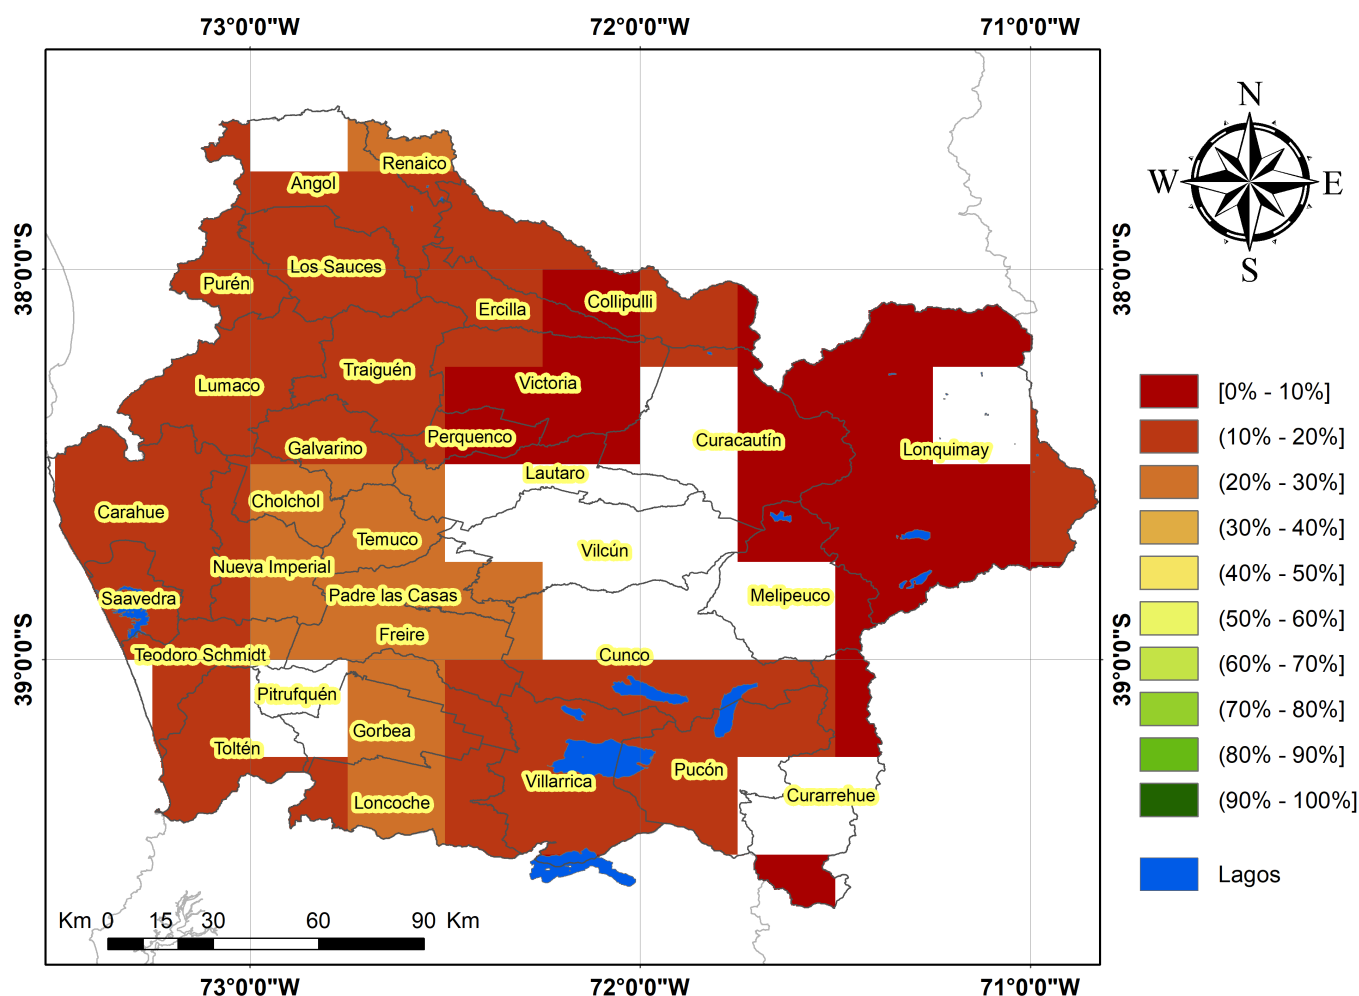 73°0'0"W 72°0'0"W 71°0'0"W
N
W E
S
38°0'0"S 38°0'0"S
39°0'0"S 39°0'0"S
Renaico
Angol
Los Sauces
Purén
Collipulli
Ercilla
Traiguén
Lumaco
Victoria
Perquenco
Curacautín
Galvarino
Lonquimay
Lautaro
Cholchol
Carahue
Temuco
Vilcún
Nueva Imperial
Saavedra
Padre las Casas
Melipeuco
Freire
Teodoro Schmidt
Cunco
Pitrufquén
Gorbea
Toltén
Villarrica
Pucón
Curarrehue
Loncoche
[0% - 10%]
(10% - 20%]
(20% - 30%]
(30% - 40%]
(40% - 50%]
(50% - 60%]
(60% - 70%]
(70% - 80%]
(80% - 90%]
(90% - 100%]
Lagos
Km 0 15 30 60 90 Km
73°0'0"W 72°0'0"W 71°0'0"W